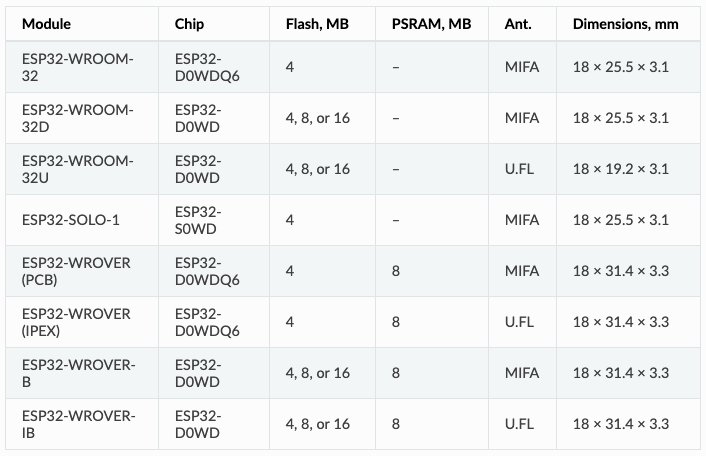 Module Chip Flash, MB PSRAM, MB Ant. Dimensions, mm
ESP32-WROOM- ESP32-
32 D0WDQ6 4 – MIFA 18 × 25.5 × 3.1
ESP32-WROOM- ESP32-
32D D0WD 4, 8, or 16 – MIFA 18 × 25.5 × 3.1
ESP32-WROOM- ESP32-
32U D0WD 4, 8, or 16 – U.FL 18 × 19.2 × 3.1
ESP32-SOLO-1 ESP32-
S0WD 4 – MIFA 18 × 25.5 × 3.1
ESP32-WROVER ESP32-
(PCB) D0WDQ6 4 8 MIFA 18 × 31.4 × 3.3
ESP32-WROVER ESP32-
(IPEX) D0WDQ6 4 8 U.FL 18 × 31.4 × 3.3
ESP32-WROVER- ESP32-
B D0WD 4, 8, or 16 8 MIFA 18 × 31.4 × 3.3
ESP32-WROVER- ESP32-
IB D0WD 4, 8, or 16 8 U.FL 18 × 31.4 × 3.3